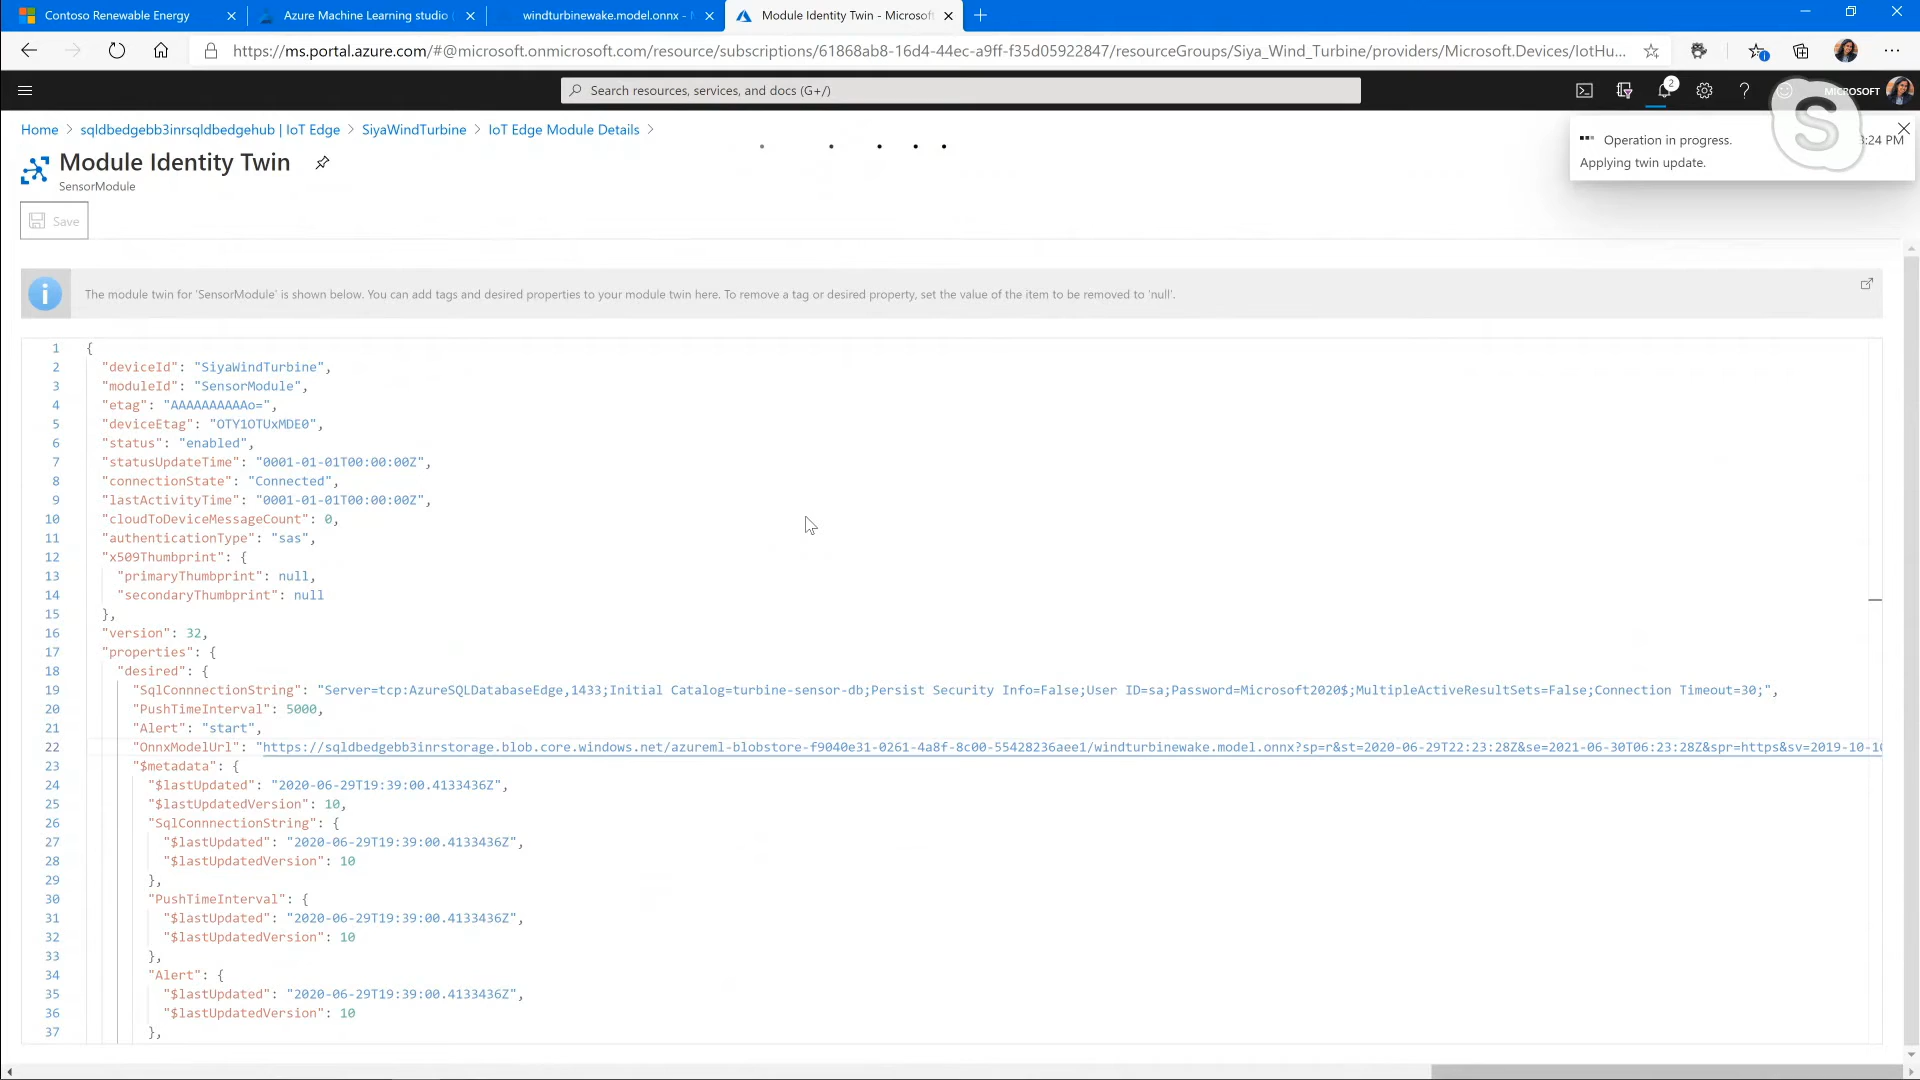 Contoso Renewable Energy
Azure Machine Learning studio
windturbinewake.model.onnx -
Module Identity Twin - Microsoft
https://ms.portal.azure.com/#@microsoft.onmicrosoft.com/resource/subscriptions/61868ab8-16d4-44ec-a9ff-f35d05922847/resourceGroups/Siya_Wind_Turbine/providers/Microsoft.Devices/IotHu...
Search resources, services, and docs (G+/)
2
MICROSOFT
Home > sqldbedgebb3inrsqldbedgehub | IoT Edge > SiyaWindTurbine > IoT Edge Module Details >
Module Identity Twin
SensorModule
Operation in progress.
:24 PM
Applying twin update.
Save
The module twin for 'SensorModule' is shown below. You can add tags and desired properties to your module twin here. To remove a tag or desired property, set the value of the item to be removed to 'null'.
1 {
2 "deviceId": "SiyaWindTurbine",
3 "moduleId": "SensorModule",
4 "etag": "AAAAAAAAAAo=",
5 "deviceEtag": "OTY1OTUxMDE0",
6 "status": "enabled",
7 "statusUpdateTime": "0001-01-01T00:00:00Z",
8 "connectionState": "Connected",
9 "lastActivityTime": "0001-01-01T00:00:00Z",
10 "cloudToDeviceMessageCount": 0,
11 "authenticationType": "sas",
12 "x509Thumbprint": {
13 "primaryThumbprint": null,
14 "secondaryThumbprint": null
15 },
16 "version": 32,
17 "properties": {
18 "desired": {
19 "SqlConnnectionString": "Server=tcp:AzureSQLDatabaseEdge,1433;Initial Catalog=turbine-sensor-db;Persist Security Info=False;User ID=sa;Password=Microsoft2020$;MultipleActiveResultSets=False;Connection Timeout=30;",
20 "PushTimeInterval": 5000,
21 "Alert": "start",
22 "OnnxModelUrl": "https://sqldbedgebb3inrstorage.blob.core.windows.net/azureml-blobstore-f9040e31-0261-4a8f-8c00-55428236aee1/windturbinewake.model.onnx?sp=r&st=2020-06-29T22:23:28Z&se=2021-06-30T06:23:28Z&spr=https&sv=2019-10-10
23 "$metadata": {
24 "$lastUpdated": "2020-06-29T19:39:00.4133436Z",
25 "$lastUpdatedVersion": 10,
26 "SqlConnnectionString": {
27 "$lastUpdated": "2020-06-29T19:39:00.4133436Z",
28 "$lastUpdatedVersion": 10
29 },
30 "PushTimeInterval": {
31 "$lastUpdated": "2020-06-29T19:39:00.4133436Z",
32 "$lastUpdatedVersion": 10
33 },
34 "Alert": {
35 "$lastUpdated": "2020-06-29T19:39:00.4133436Z",
36 "$lastUpdatedVersion": 10
37 },